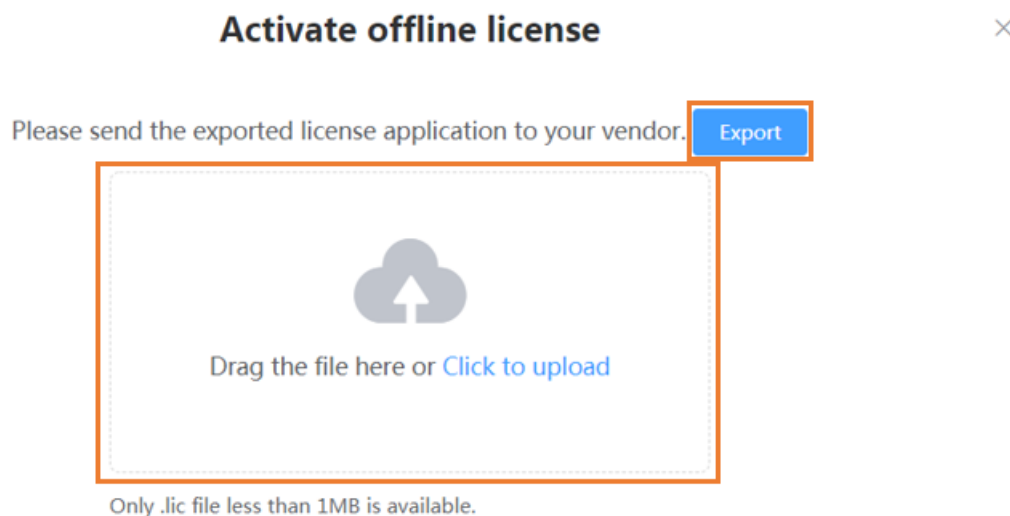 Activate offline license
Please send the exported license application to your vendor. Export
Drag the file here or Click to upload
Only .lic file less than 1MB is available.